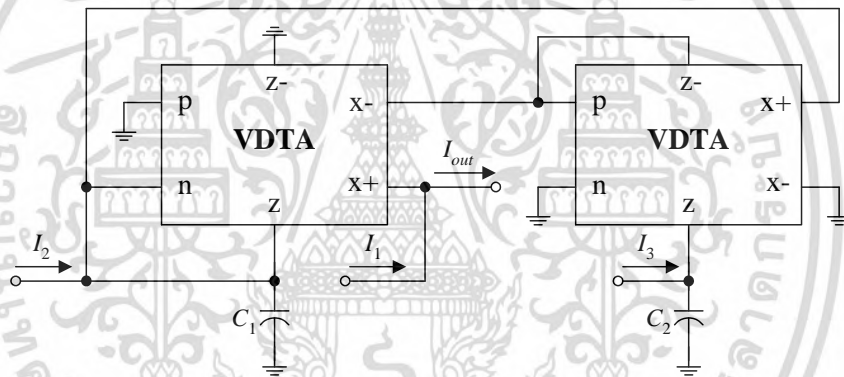 z-
z-
p
x-
p
x+
VDTA
I_out
VDTA
n
x+
n
x-
z
z
I_2
I_1
I_3
C_1
C_2